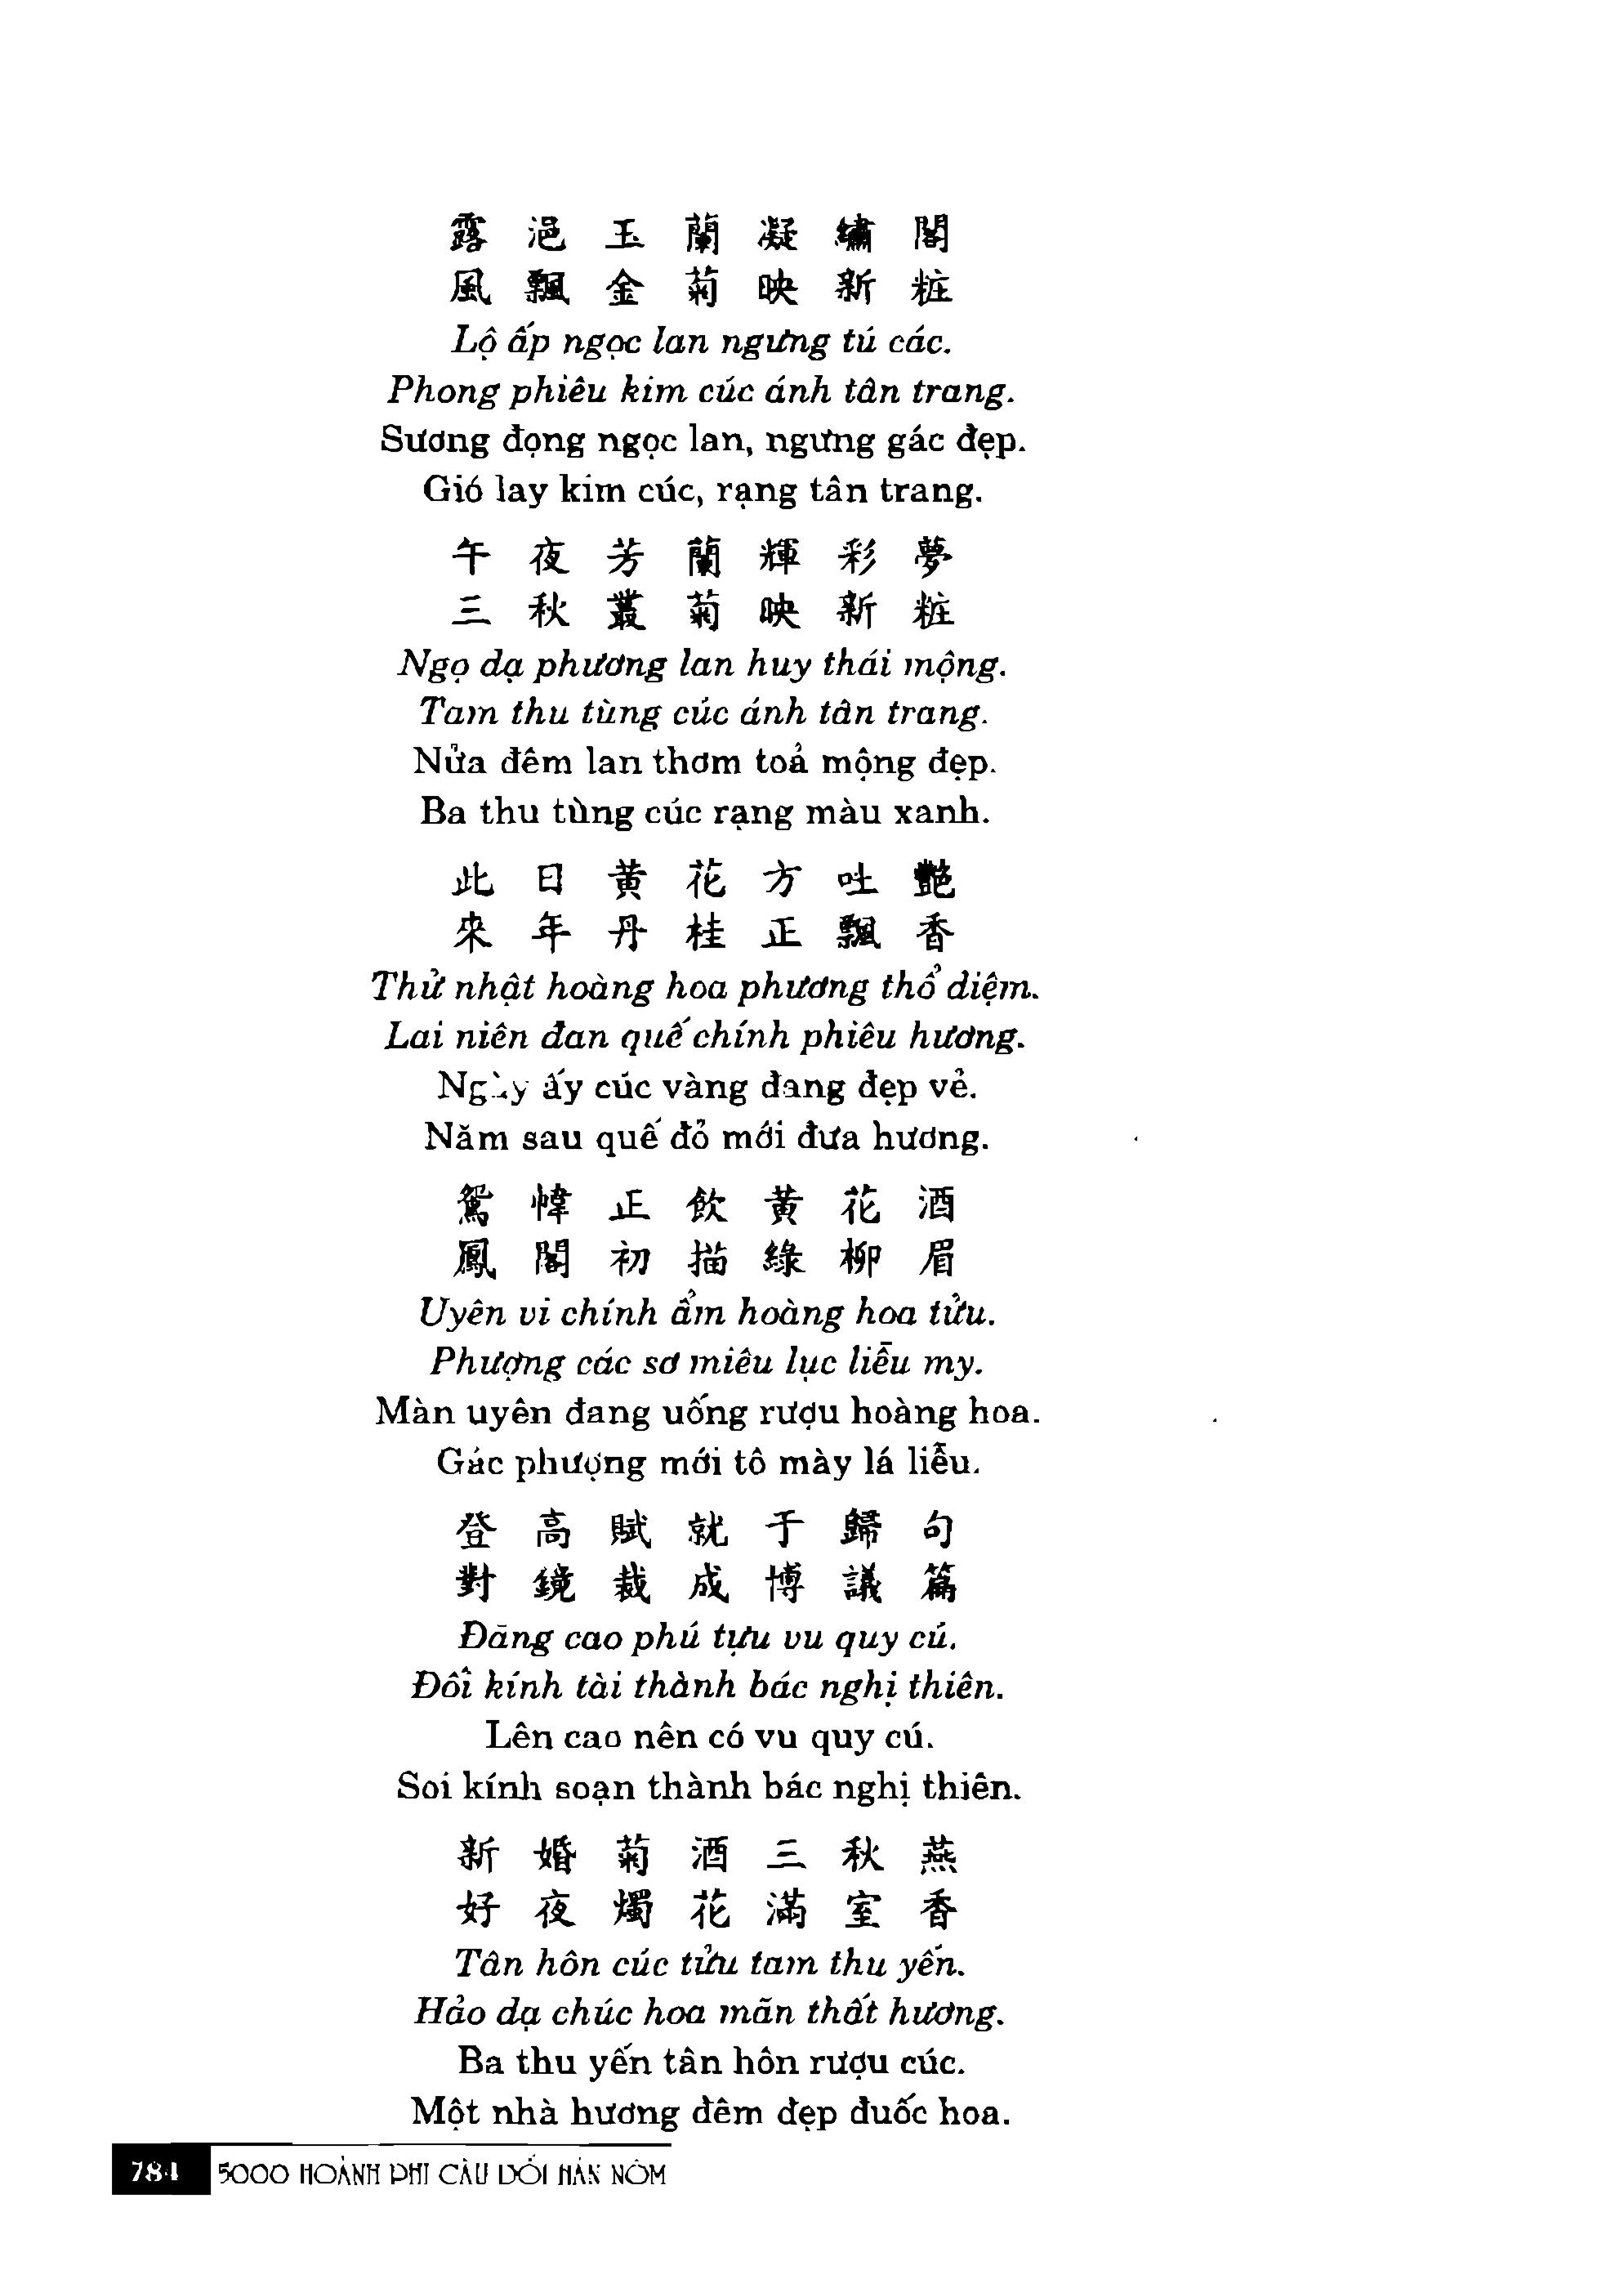 露浥玉蘭凝繡閣
風飄金菊映新粧
Lộ ấp ngọc lan ngưng tú các.
Phong phiêu kim cúc ánh tân trang.
Sương đọng ngọc lan, ngưng gác đẹp.
Gió lay kim cúc, rạng tân trang.
午夜芳蘭輝彩夢
三秋叢菊映新粧
Ngọ dạ phương lan huy thái mộng.
Tam thu tùng cúc ánh tân trang.
Nửa đêm lan thơm toả mộng đẹp.
Ba thu tùng cúc rạng màu xanh.
此日黃花方吐艷
來年丹桂正飄香
Thử nhật hoàng hoa phương thổ diệm.
Lai niên đan quế chính phiêu hương.
Ngày ấy cúc vàng đang đẹp vẻ.
Năm sau quế đỏ mới đưa hương.
鴛幃正飲黃花酒
鳳閣初描綠柳眉
Uyên vi chính ẩm hoàng hoa tửu.
Phượng các sơ miêu lục liễu my.
Màn uyên đang uống rượu hoàng hoa.
Gác phượng mới tô mày lá liễu.
登高賦就于歸句
對鏡裁成博議篇
Đăng cao phú tựu vu quy cú.
Đối kính tài thành bác nghị thiên.
Lên cao nên có vu quy cú.
Soi kính soạn thành bác nghị thiên.
新婚菊酒三秋燕
好夜燭花滿室香
Tân hôn cúc tửu tam thu yến.
Hảo dạ chúc hoa mãn thất hương.
Ba thu yến tân hôn rượu cúc.
Một nhà hương đêm đẹp đuốc hoa.
784 5000 HOÀNH PHI CÂU ĐỐI HÁN NÔM